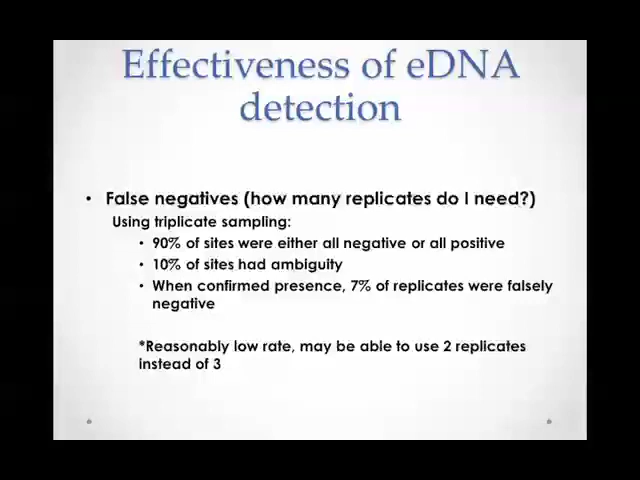 Effectiveness of eDNA
detection
• False negatives (how many replicates do I need?)
Using triplicate sampling:
• 90% of sites were either all negative or all positive
• 10% of sites had ambiguity
• When confirmed presence, 7% of replicates were falsely
negative
*Reasonably low rate, may be able to use 2 replicates
instead of 3